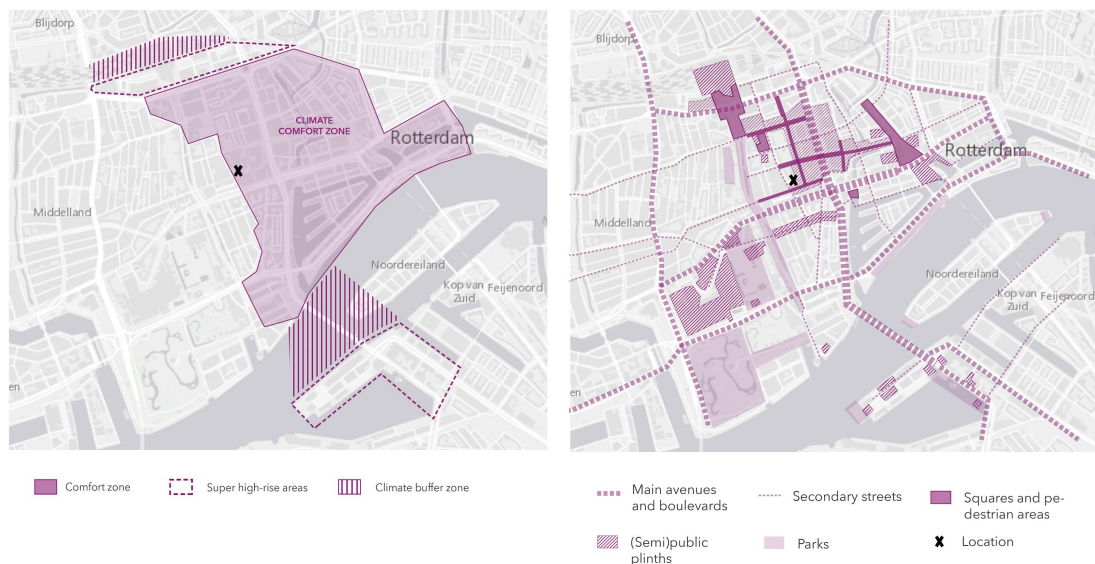 Blijdorp
CLIMATE
COMFORT ZONE
Rotterdam
Middelland
Noordereiland
Kop van
Zuid
Feijenoord
en
Comfort zone
Super high-rise areas
Climate buffer zone
Blijdorp
Rotterdam
Middelland
Noordereiland
Kop van
Zuid
Feijenoord
en
Main avenues
and boulevards
Secondary streets
Squares and pe-
destrian areas
(Semi)public
plinths
Parks
Location